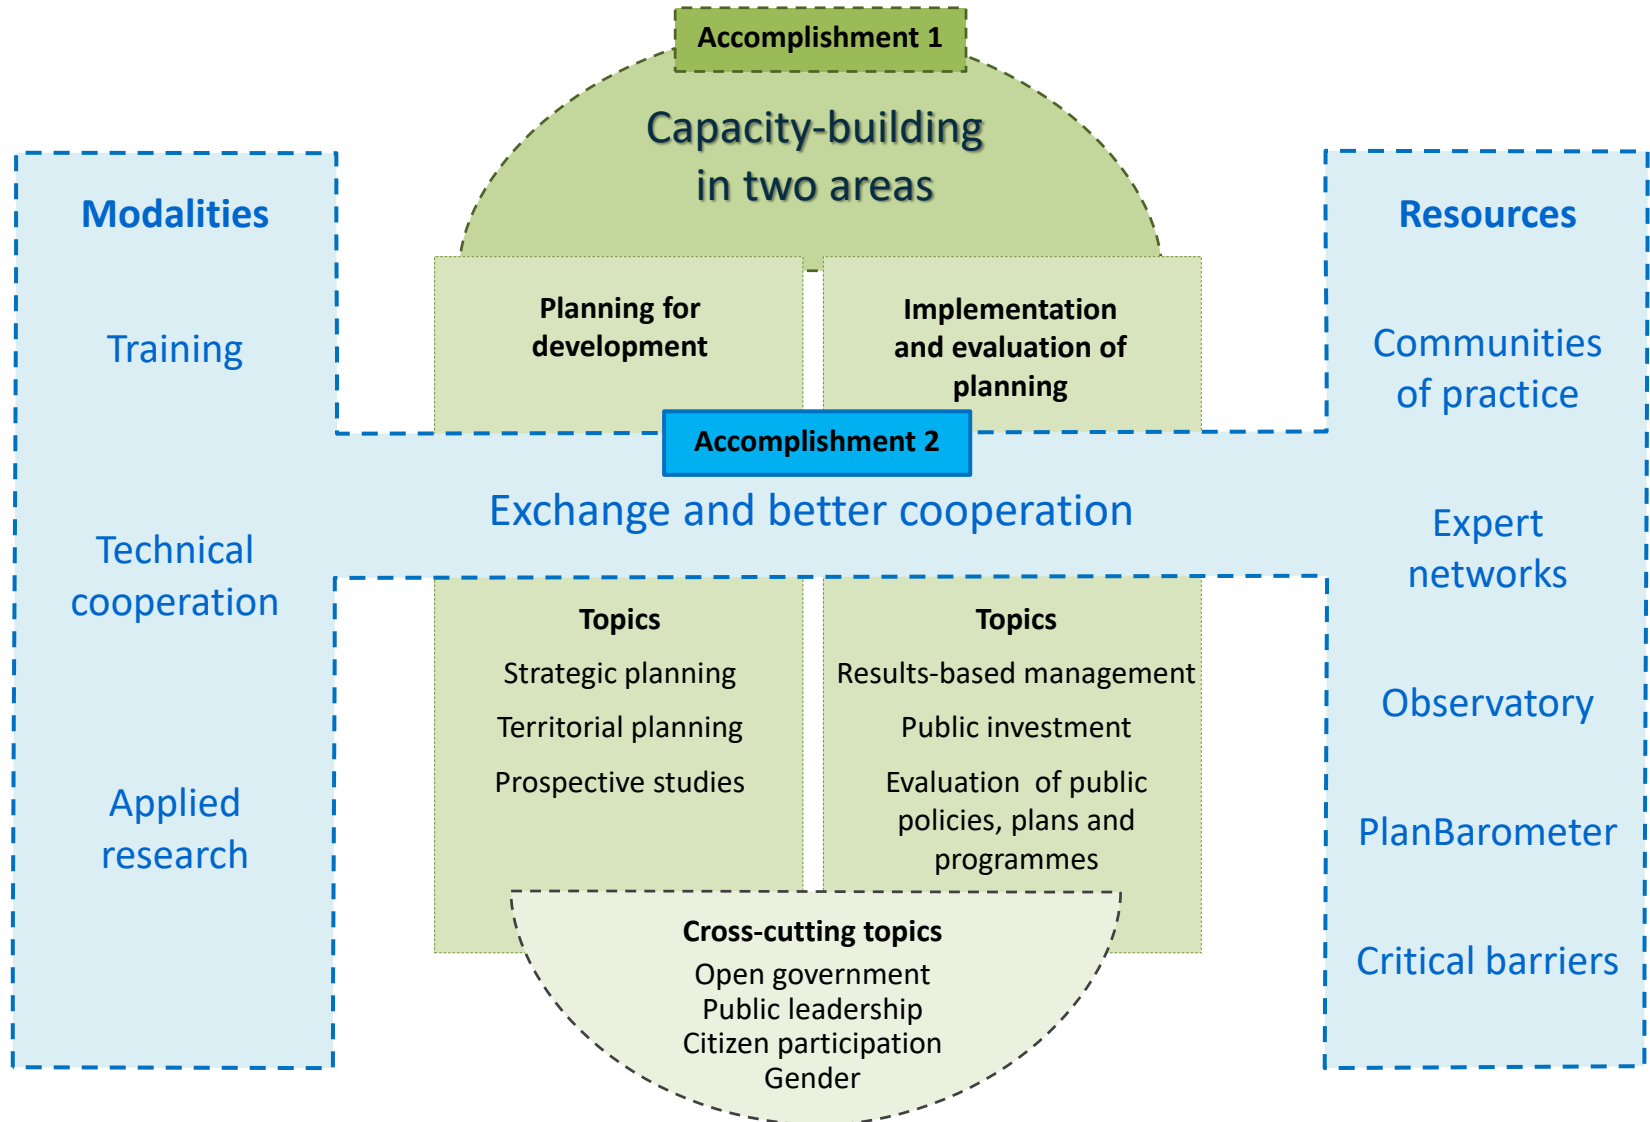 Accomplishment 1
Capacity-building
in two areas
Modalities
Training
Technical
cooperation
Applied
research
Planning for
development
Implementation
and evaluation of
planning
Accomplishment 2
Exchange and better cooperation
Topics
Strategic planning
Territorial planning
Prospective studies
Topics
Results-based management
Public investment
Evaluation of public
policies, plans and
programmes
Cross-cutting topics
Open government
Public leadership
Citizen participation
Gender
Resources
Communities
of practice
Expert
networks
Observatory
PlanBarometer
Critical barriers